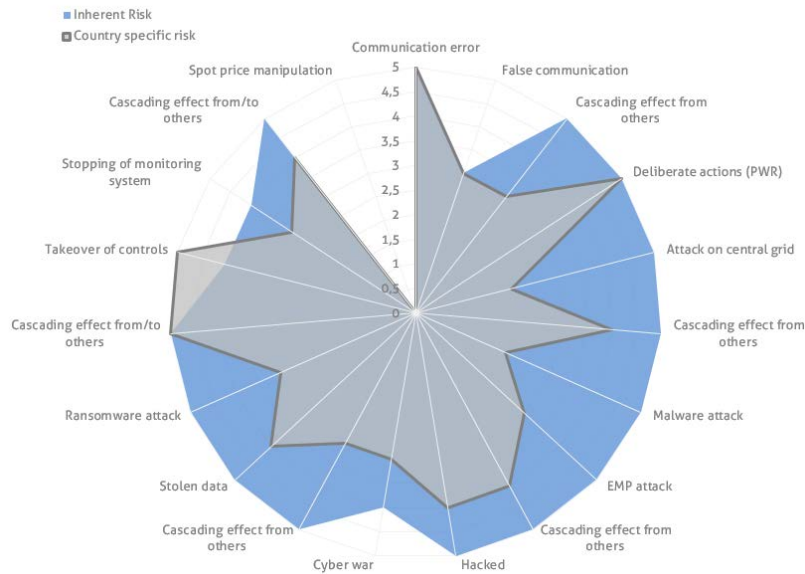 Inherent Risk
Country specific risk
Communication error
Spot price manipulation
False communication
Cascading effect from/to
others
Cascading effect from
others
Stopping of monitoring
system
Deliberate actions (PWR)
Takeover of controls
Attack on central grid
Cascading effect from/to
others
Cascading effect from
others
Ransomware attack
Malware attack
Stolen data
EMP attack
Cascading effect from
others
Cascading effect from
others
Cyber war
Hacked
5
4,5
4
3,5
3
2,5
2
1,5
1
0,5
0